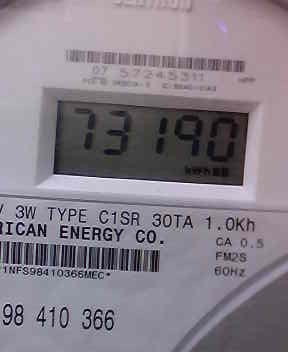 07 57245311
73190
kWh
V 3W TYPE C1SR 30TA 1.0Kh
RICAN ENERGY CO.
CA 0.5
FM2S
60Hz
1NFS98410366MEC*
98 410 366